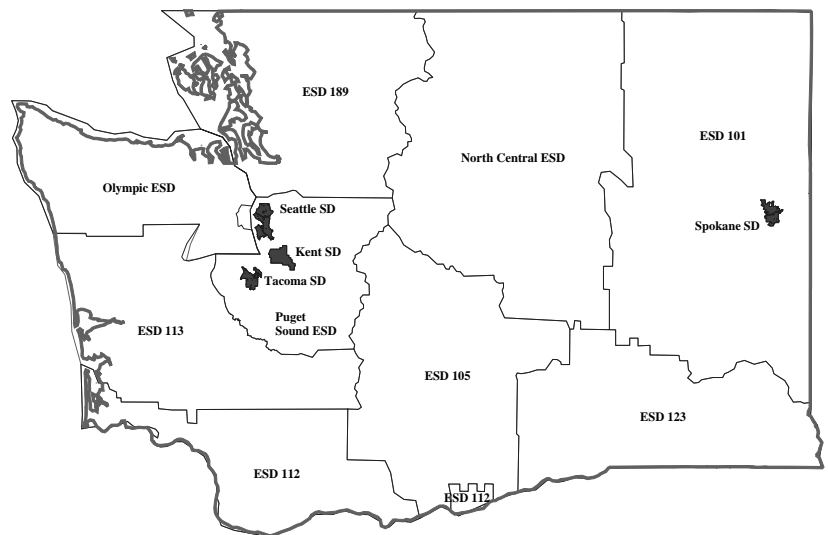 ESD 189
North Central ESD
ESD 101
Olympic ESD
Seattle SD
Spokane SD
Kent SD
Tacoma SD
Puget
Sound ESD
ESD 113
ESD 105
ESD 123
ESD 112
ESD 112